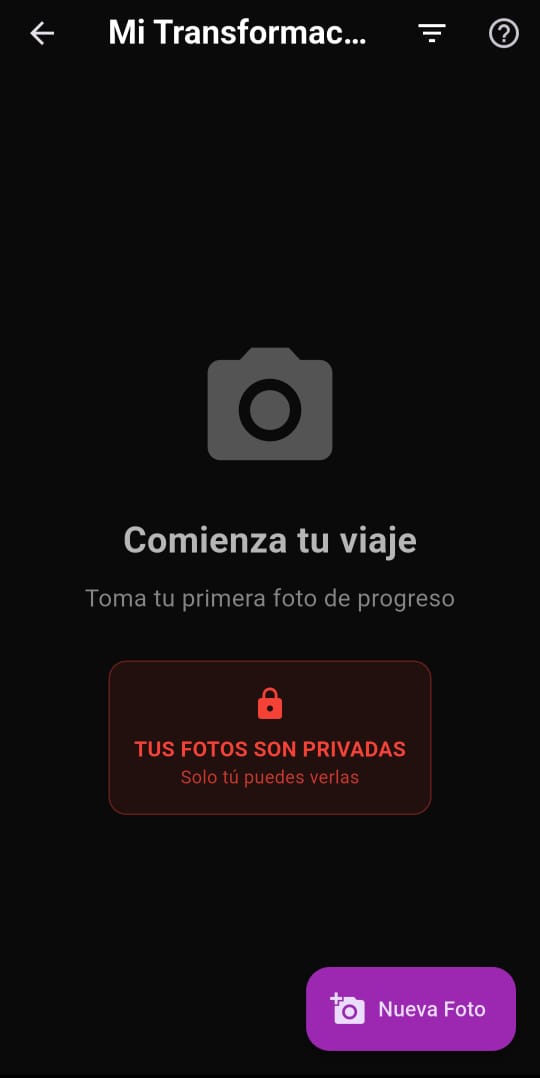 Mi Transformac...
Comienza tu viaje
Toma tu primera foto de progreso
TUS FOTOS SON PRIVADAS
Solo tú puedes verlas
Nueva Foto